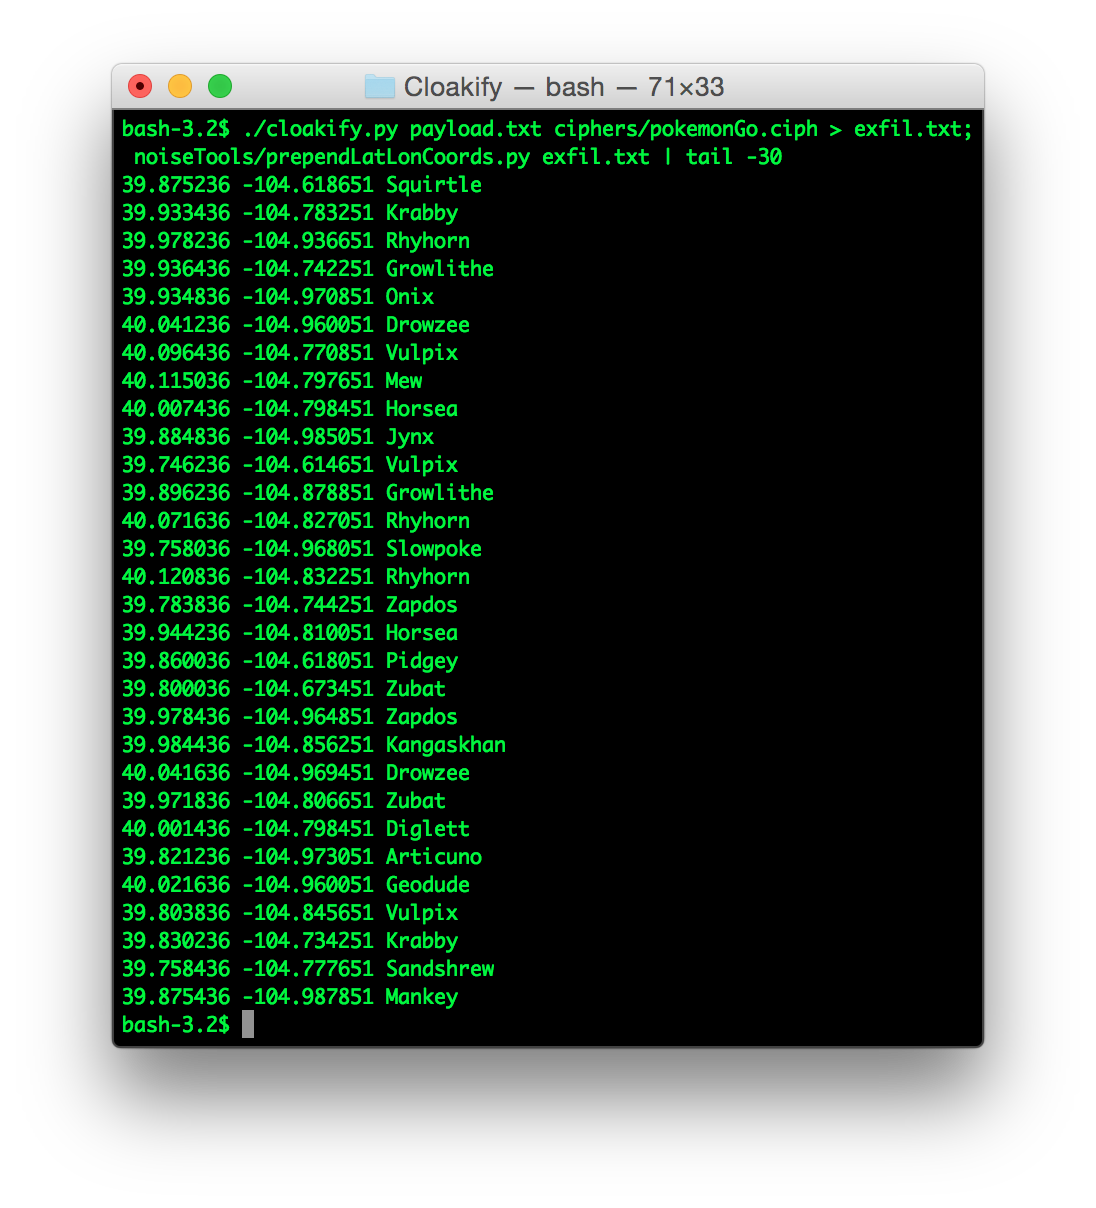 Cloakify — bash — 71×33
bash-3.2$ ./cloakify.py payload.txt ciphers/pokemonGo.ciph > exfil.txt;
noiseTools/prependLatLonCoords.py exfil.txt | tail -30
39.875236 -104.618651 Squirtle
39.933436 -104.783251 Krabby
39.978236 -104.936651 Rhyhorn
39.936436 -104.742251 Growlithe
39.934836 -104.970851 Onix
40.041236 -104.960051 Drowzee
40.096436 -104.770851 Vulpix
40.115036 -104.797651 Mew
40.007436 -104.798451 Horsea
39.884836 -104.985051 Jynx
39.746236 -104.614651 Vulpix
39.896236 -104.878851 Growlithe
40.071636 -104.827051 Rhyhorn
39.758036 -104.968051 Slowpoke
40.120836 -104.832251 Rhyhorn
39.783836 -104.744251 Zapdos
39.944236 -104.810051 Horsea
39.860036 -104.618051 Pidgey
39.800036 -104.673451 Zubat
39.978436 -104.964851 Zapdos
39.984436 -104.856251 Kangaskhan
40.041636 -104.969451 Drowzee
39.971836 -104.806651 Zubat
40.001436 -104.798451 Diglett
39.821236 -104.973051 Articuno
40.021636 -104.960051 Geodude
39.803836 -104.845651 Vulpix
39.830236 -104.734251 Krabby
39.758436 -104.777651 Sandshrew
39.875436 -104.987851 Mankey
bash-3.2$